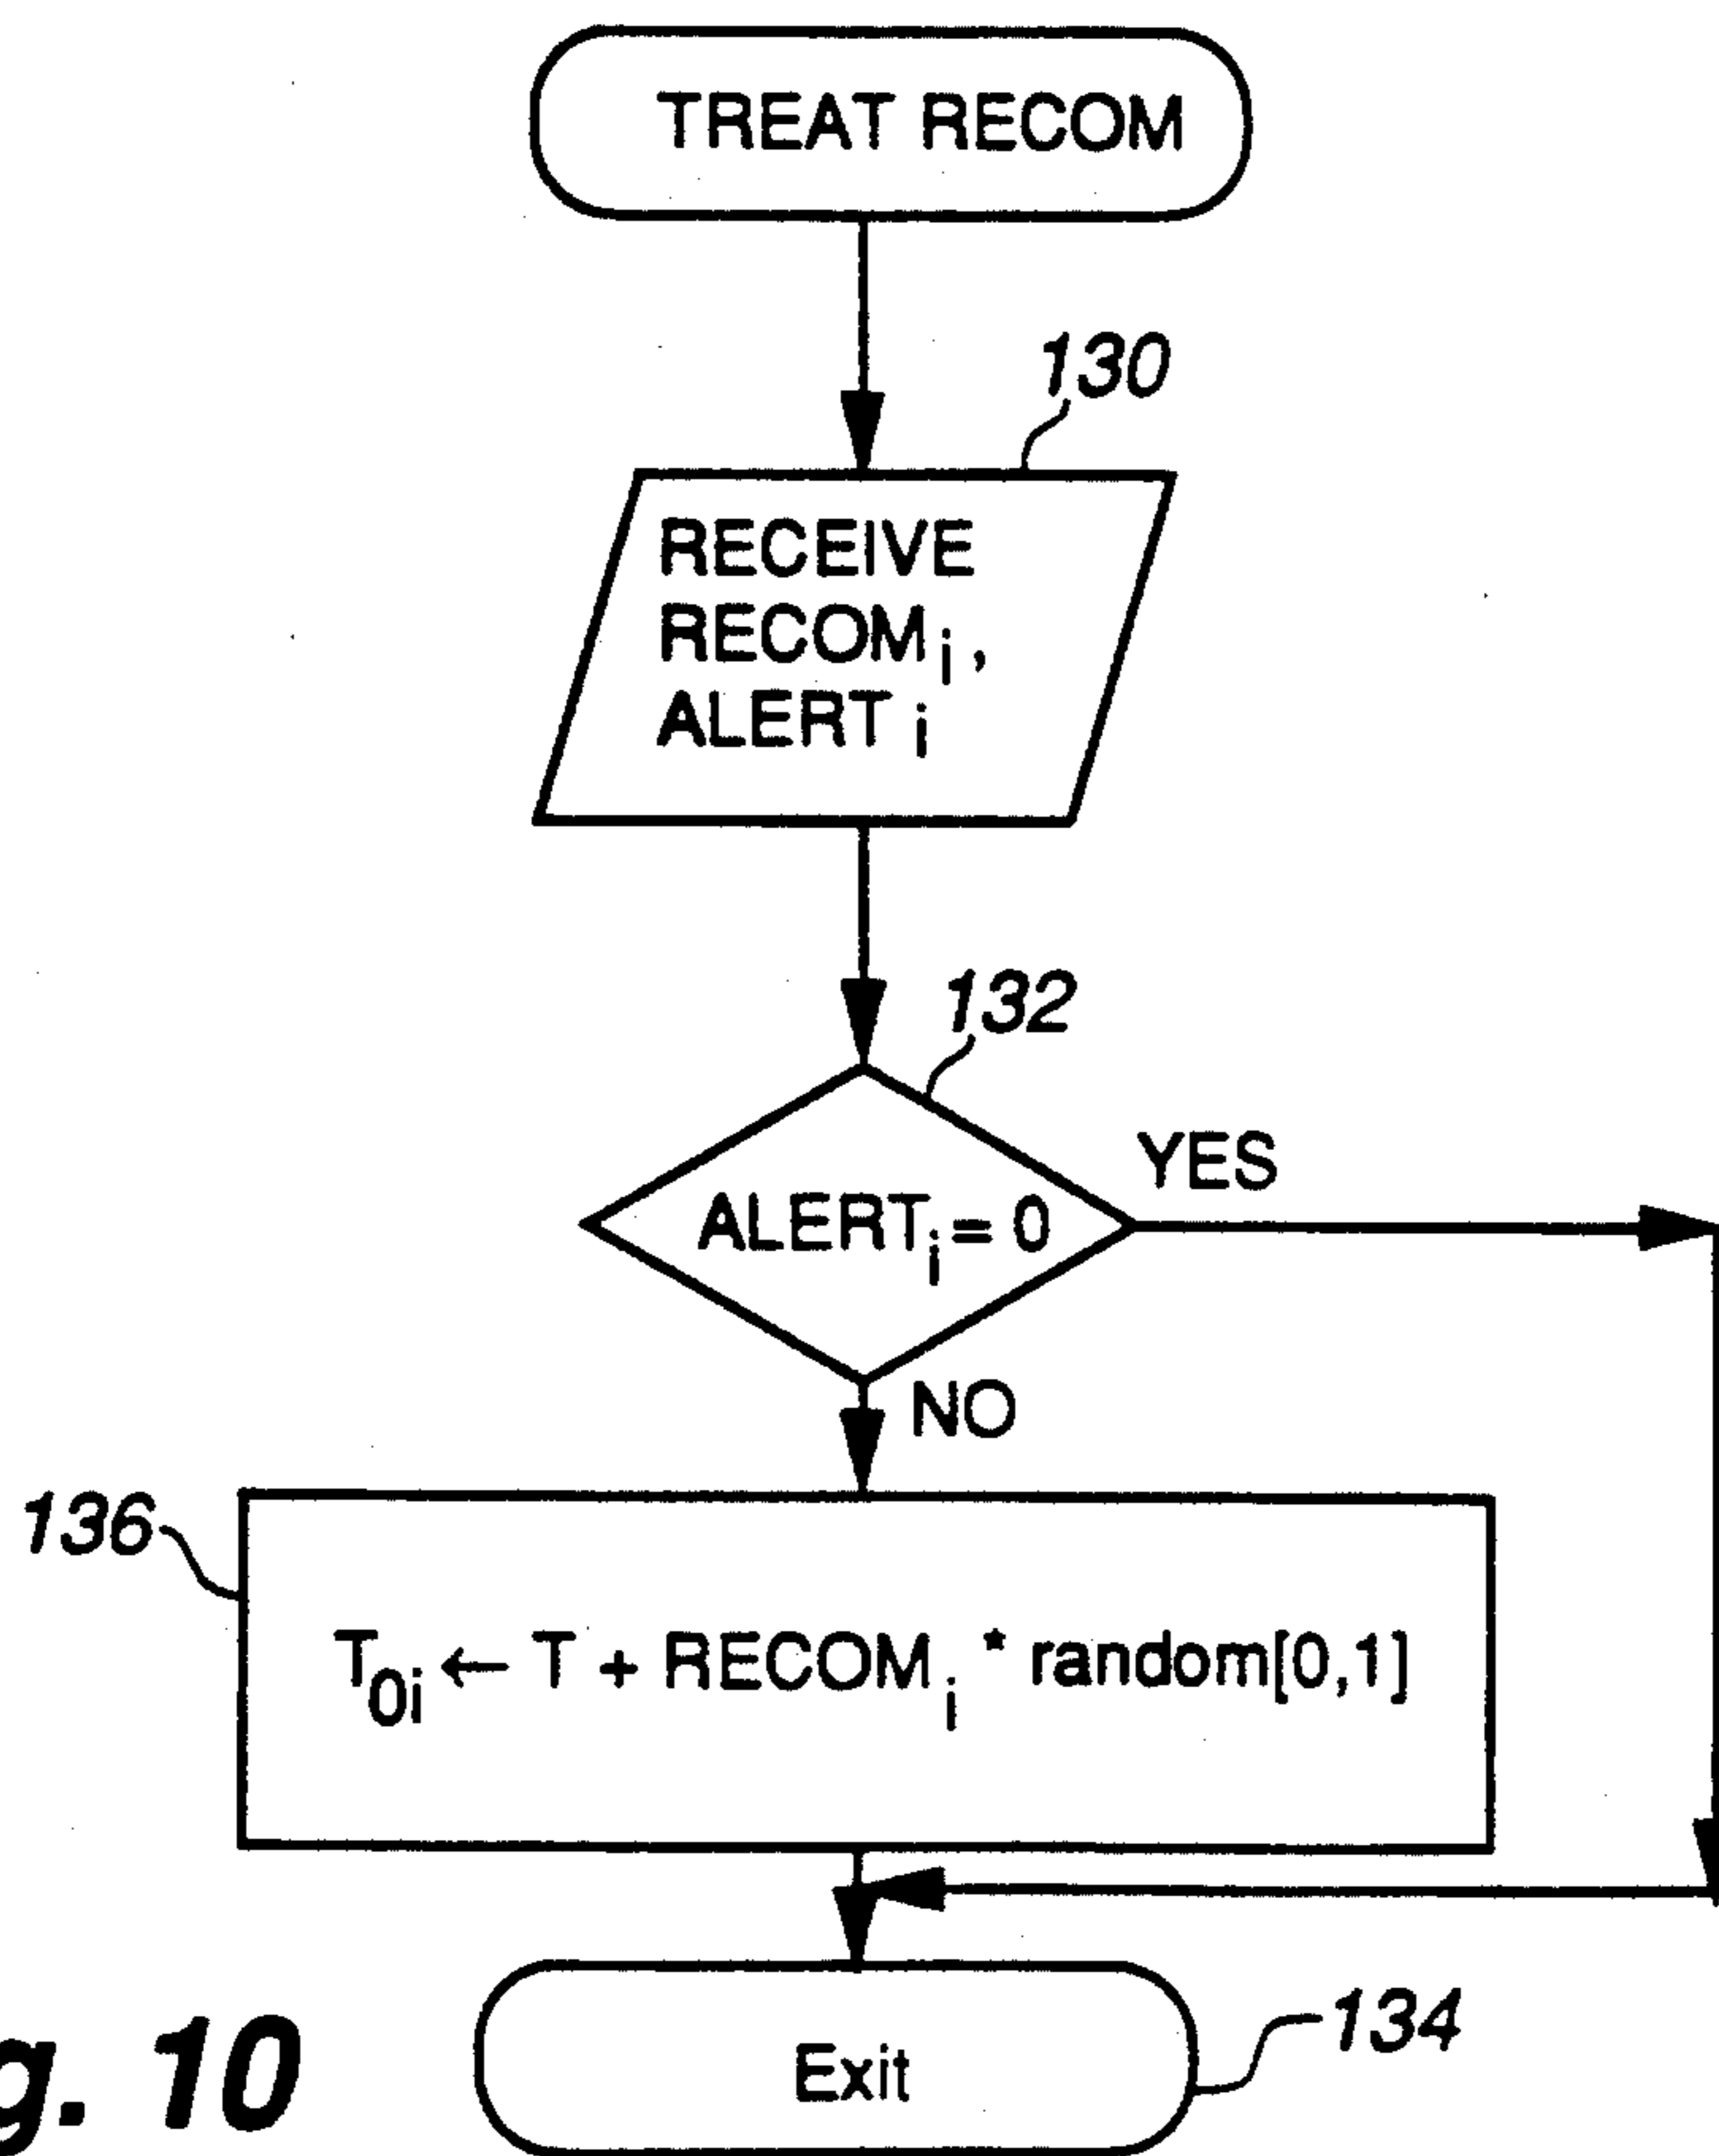 TREAT RECOM
130
RECEIVE
RECOMi,
ALERTi
132
YES
ALERTi = 0
NO
136
T0i ← T + RECOMi * random[0,1]
g. 10
Exit
134